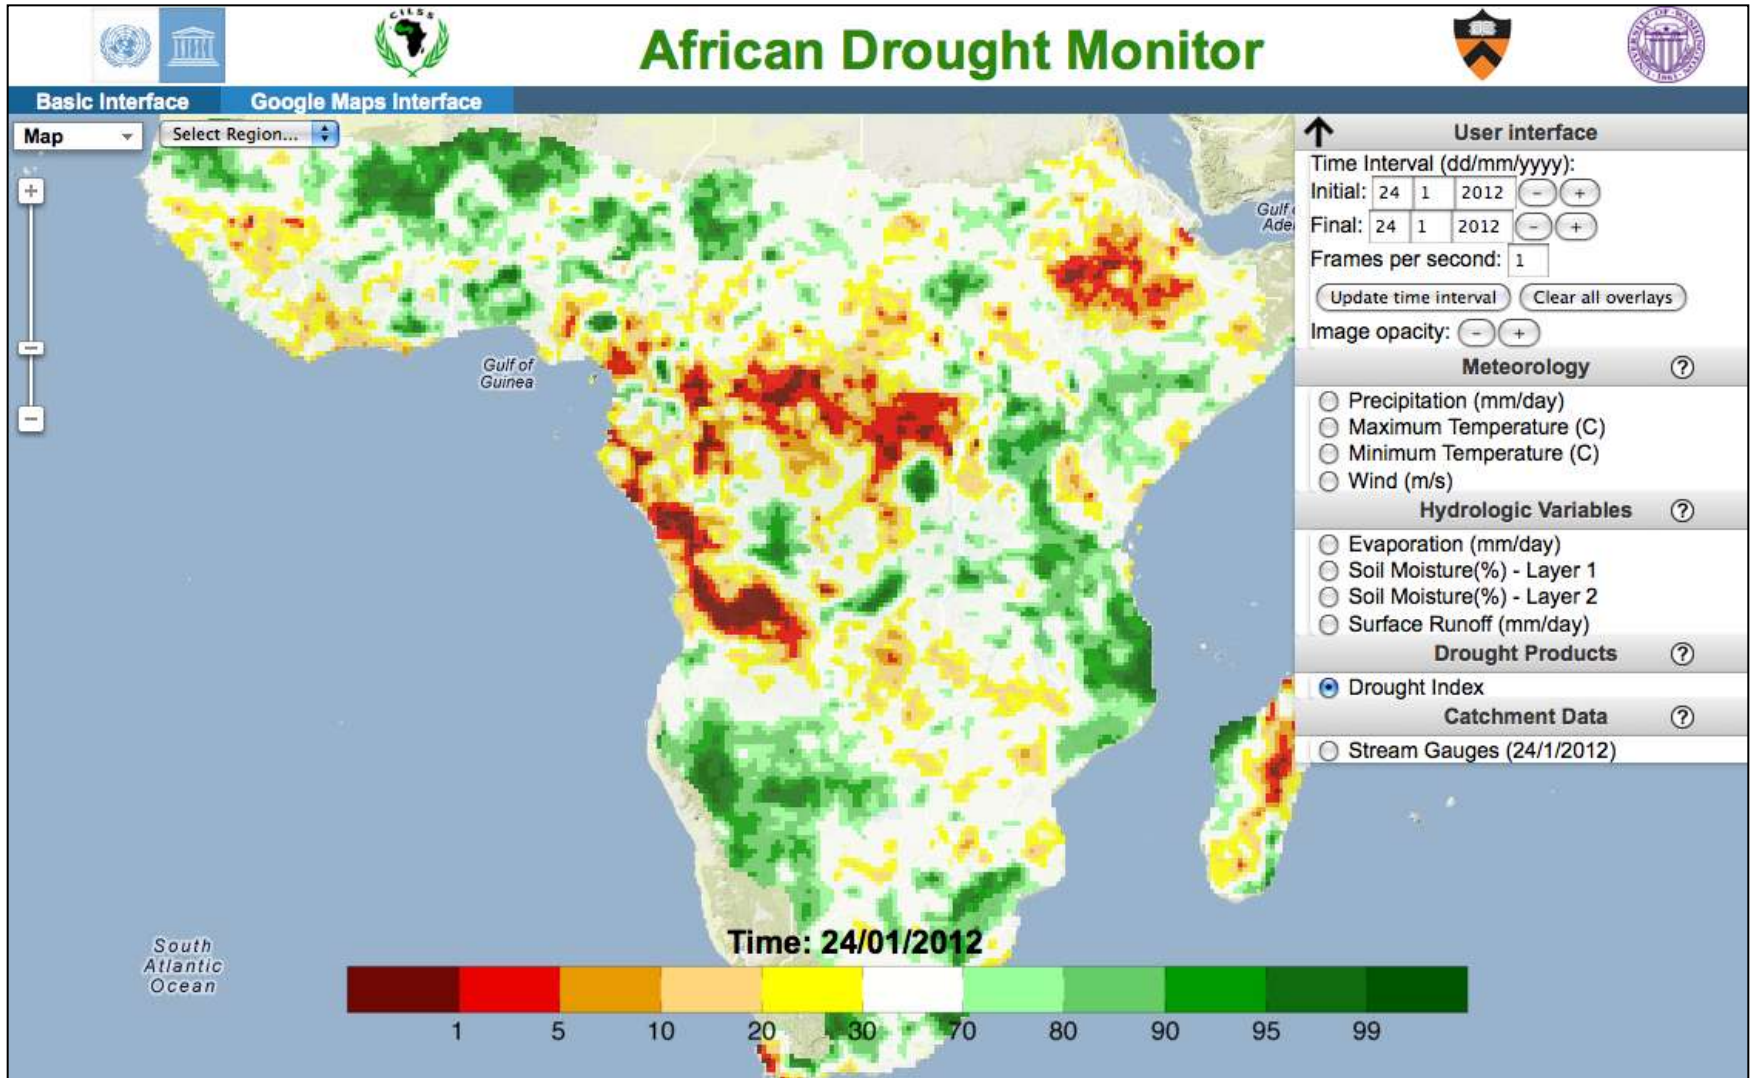 CILSS
African Drought Monitor
Basic Interface
Google Maps Interface
Map
Select Region...
+
−
−
Gulf of
Guinea
South
Atlantic
Ocean
Gulf
Ade
User interface
Time Interval (dd/mm/yyyy):
Initial: 24 1 2012 - +
Final: 24 1 2012 - +
Frames per second: 1
Update time interval Clear all overlays
Image opacity: - +
Meteorology ?
Precipitation (mm/day)
Maximum Temperature (C)
Minimum Temperature (C)
Wind (m/s)
Hydrologic Variables ?
Evaporation (mm/day)
Soil Moisture(%) - Layer 1
Soil Moisture(%) - Layer 2
Surface Runoff (mm/day)
Drought Products ?
Drought Index
Catchment Data ?
Stream Gauges (24/1/2012)
Time: 24/01/2012
1 5 10 20 30 70 80 90 95 99